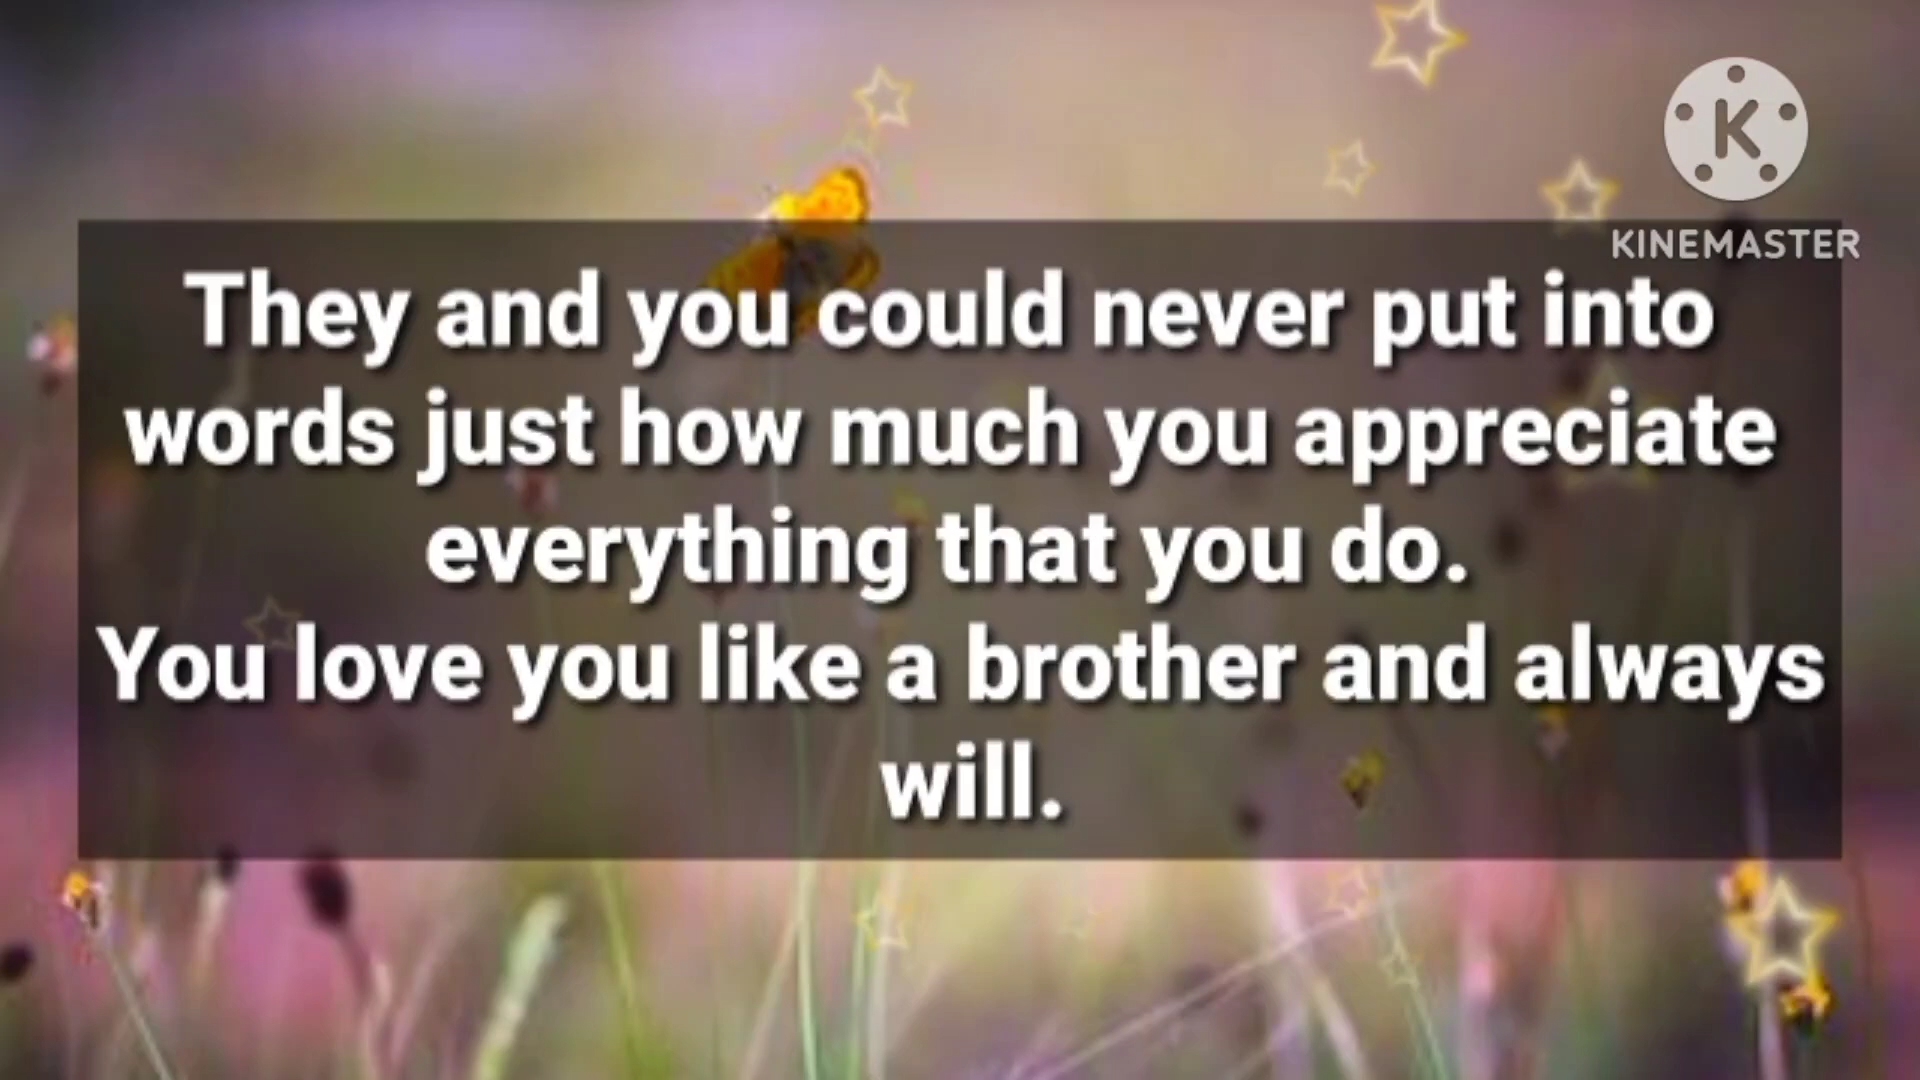 K
KINEMASTER
They and you could never put into
words just how much you appreciate
everything that you do.
You love you like a brother and always
will.